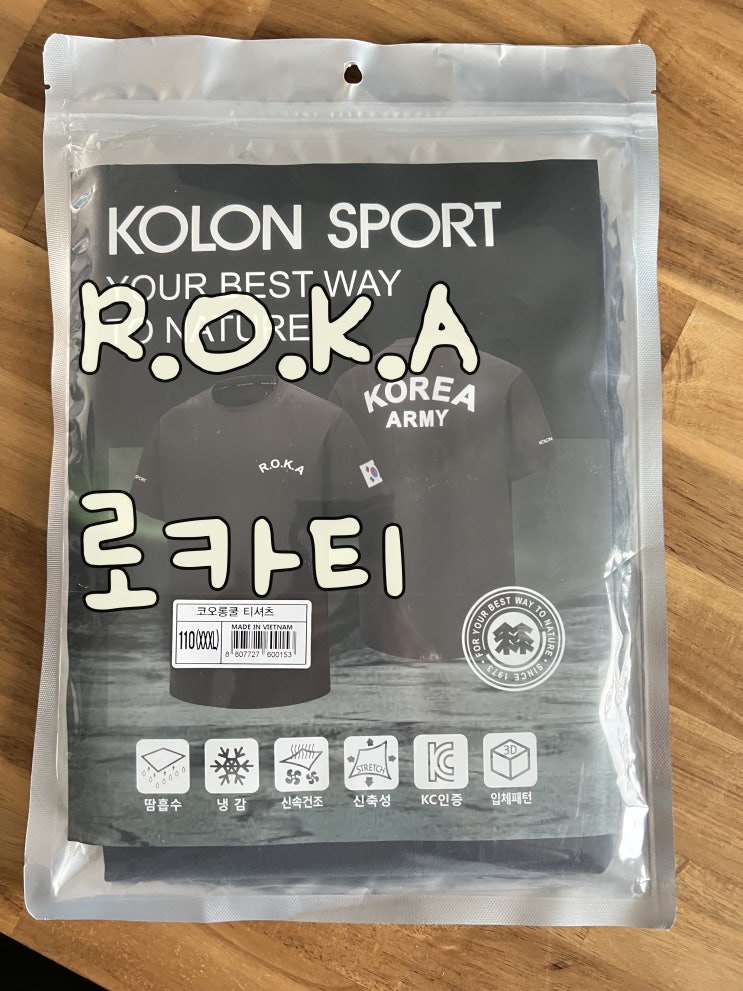 KOLON SPORT
YOUR BEST WAY
TO NATURE
R.O.K.A
KOREA
ARMY
KOLON
R.O.K.A
SPORT
로카티
코오롱쿨 티셔츠
MADE IN VIETNAM
110(XXXL)
8 807727 600153
FOR YOUR BEST WAY TO NATURE · SINCE 1973 ·
STRETCH
3D
땀흡수
냉 감
신속건조
신축성
KC인증
입체패턴